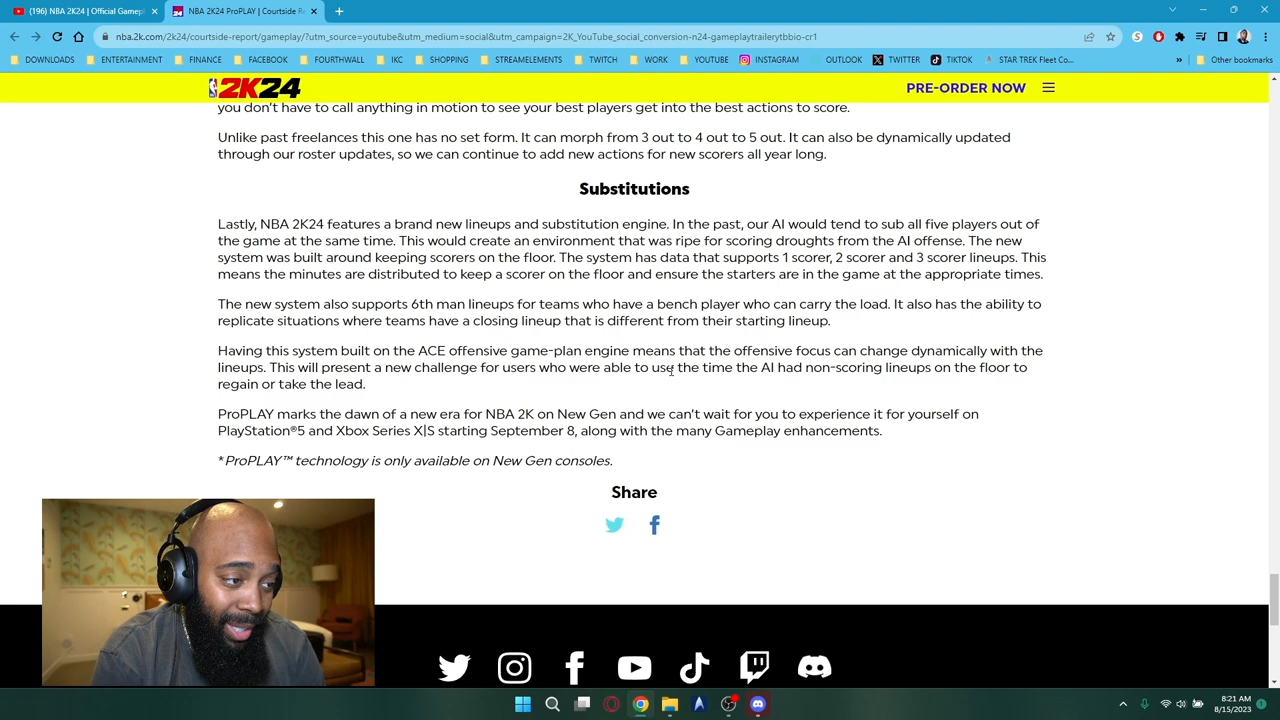 (196) NBA 2K24 | Official Gamepl
NBA 2K24 ProPLAY | Courtside Re
nba.2k.com/2k24/courtside-report/gameplay/?utm_source=youtube&utm_medium=social&utm_campaign=2K_YouTube_social_conversion-n24-gameplaytrailerytbbio-cr1
DOWNLOADS ENTERTAINMENT FINANCE FACEBOOK FOURTHWALL IKC SHOPPING STREAMELEMENTS TWITCH WORK YOUTUBE INSTAGRAM OUTLOOK TWITTER TIKTOK STAR TREK Fleet Co... » Other bookmarks
2K24 PRE-ORDER NOW
you don't have to call anything in motion to see your best players get into the best actions to score.
Unlike past freelances this one has no set form. It can morph from 3 out to 4 out to 5 out. It can also be dynamically updated
through our roster updates, so we can continue to add new actions for new scorers all year long.
Substitutions
Lastly, NBA 2K24 features a brand new lineups and substitution engine. In the past, our AI would tend to sub all five players out of
the game at the same time. This would create an environment that was ripe for scoring droughts from the AI offense. The new
system was built around keeping scorers on the floor. The system has data that supports 1 scorer, 2 scorer and 3 scorer lineups. This
means the minutes are distributed to keep a scorer on the floor and ensure the starters are in the game at the appropriate times.
The new system also supports 6th man lineups for teams who have a bench player who can carry the load. It also has the ability to
replicate situations where teams have a closing lineup that is different from their starting lineup.
Having this system built on the ACE offensive game-plan engine means that the offensive focus can change dynamically with the
lineups. This will present a new challenge for users who were able to use the time the AI had non-scoring lineups on the floor to
regain or take the lead.
ProPLAY marks the dawn of a new era for NBA 2K on New Gen and we can't wait for you to experience it for yourself on
PlayStation®5 and Xbox Series X|S starting September 8, along with the many Gameplay enhancements.
*ProPLAY™ technology is only available on New Gen consoles.
Share
8:21 AM
8/15/2023